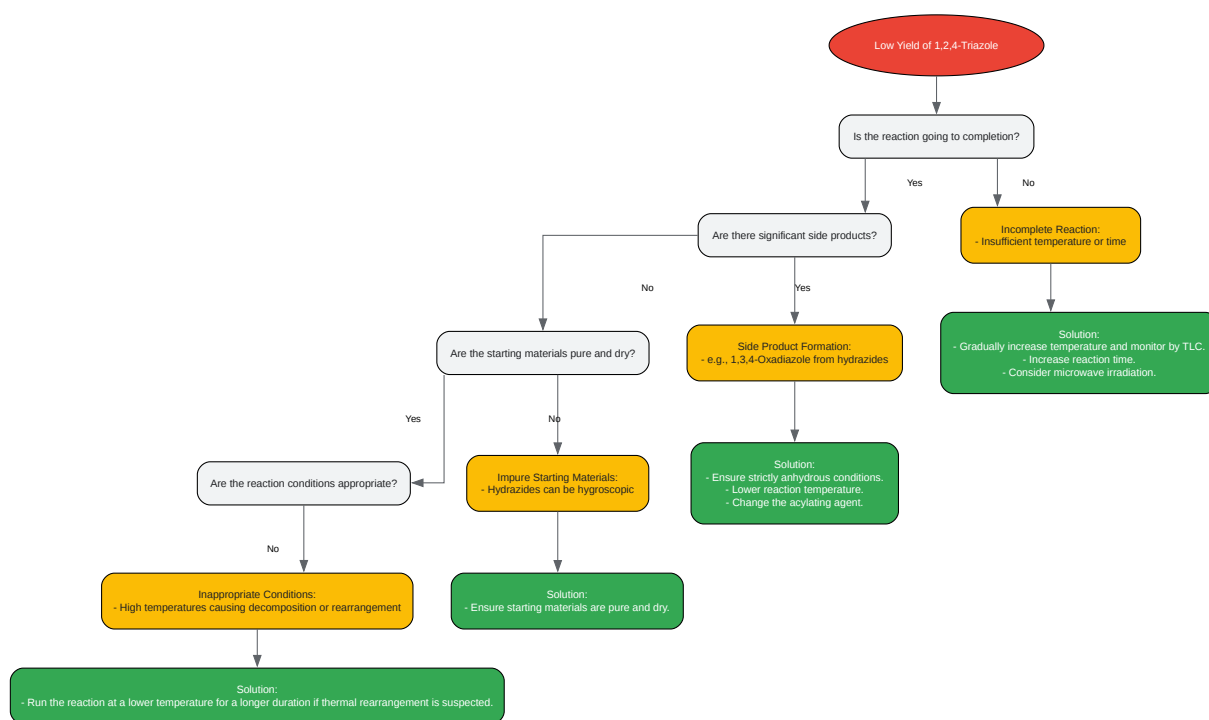 Low Yield of 1,2,4-Triazole
Is the reaction going to completion?
Yes
No
Are there significant side products?
Incomplete Reaction:
- Insufficient temperature or time
No
Yes
Solution:
- Gradually increase temperature and monitor by TLC.
- Increase reaction time.
- Consider microwave irradiation.
Are the starting materials pure and dry?
Side Product Formation:
- e.g., 1,3,4-Oxadiazole from hydrazides
Yes
No
Solution:
- Ensure strictly anhydrous conditions.
- Lower reaction temperature.
- Change the acylating agent.
Are the reaction conditions appropriate?
Impure Starting Materials:
- Hydrazides can be hygroscopic
No
Inappropriate Conditions:
- High temperatures causing decomposition or rearrangement
Solution:
- Ensure starting materials are pure and dry.
Solution:
- Run the reaction at a lower temperature for a longer duration if thermal rearrangement is suspected.